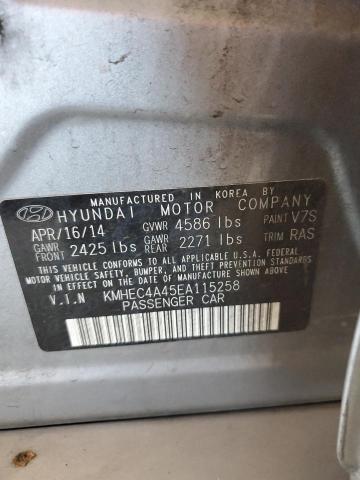 MANUFACTURED IN KOREA BY
HYUNDAI MOTOR COMPANY
APR/16/14 GVWR 4586 lbs PAINT V7S
GAWR FRONT 2425 lbs GAWR REAR 2271 lbs TRIM RAS
THIS VEHICLE CONFORMS TO ALL APPLICABLE U.S.A. FEDERAL
MOTOR VEHICLE SAFETY, BUMPER, AND THEFT PREVENTION
STANDARDS IN EFFECT ON THE DATE OF MANUFACTURE SHOWN ABOVE.
V.I.N KMHEC4A45EA115258
PASSENGER CAR